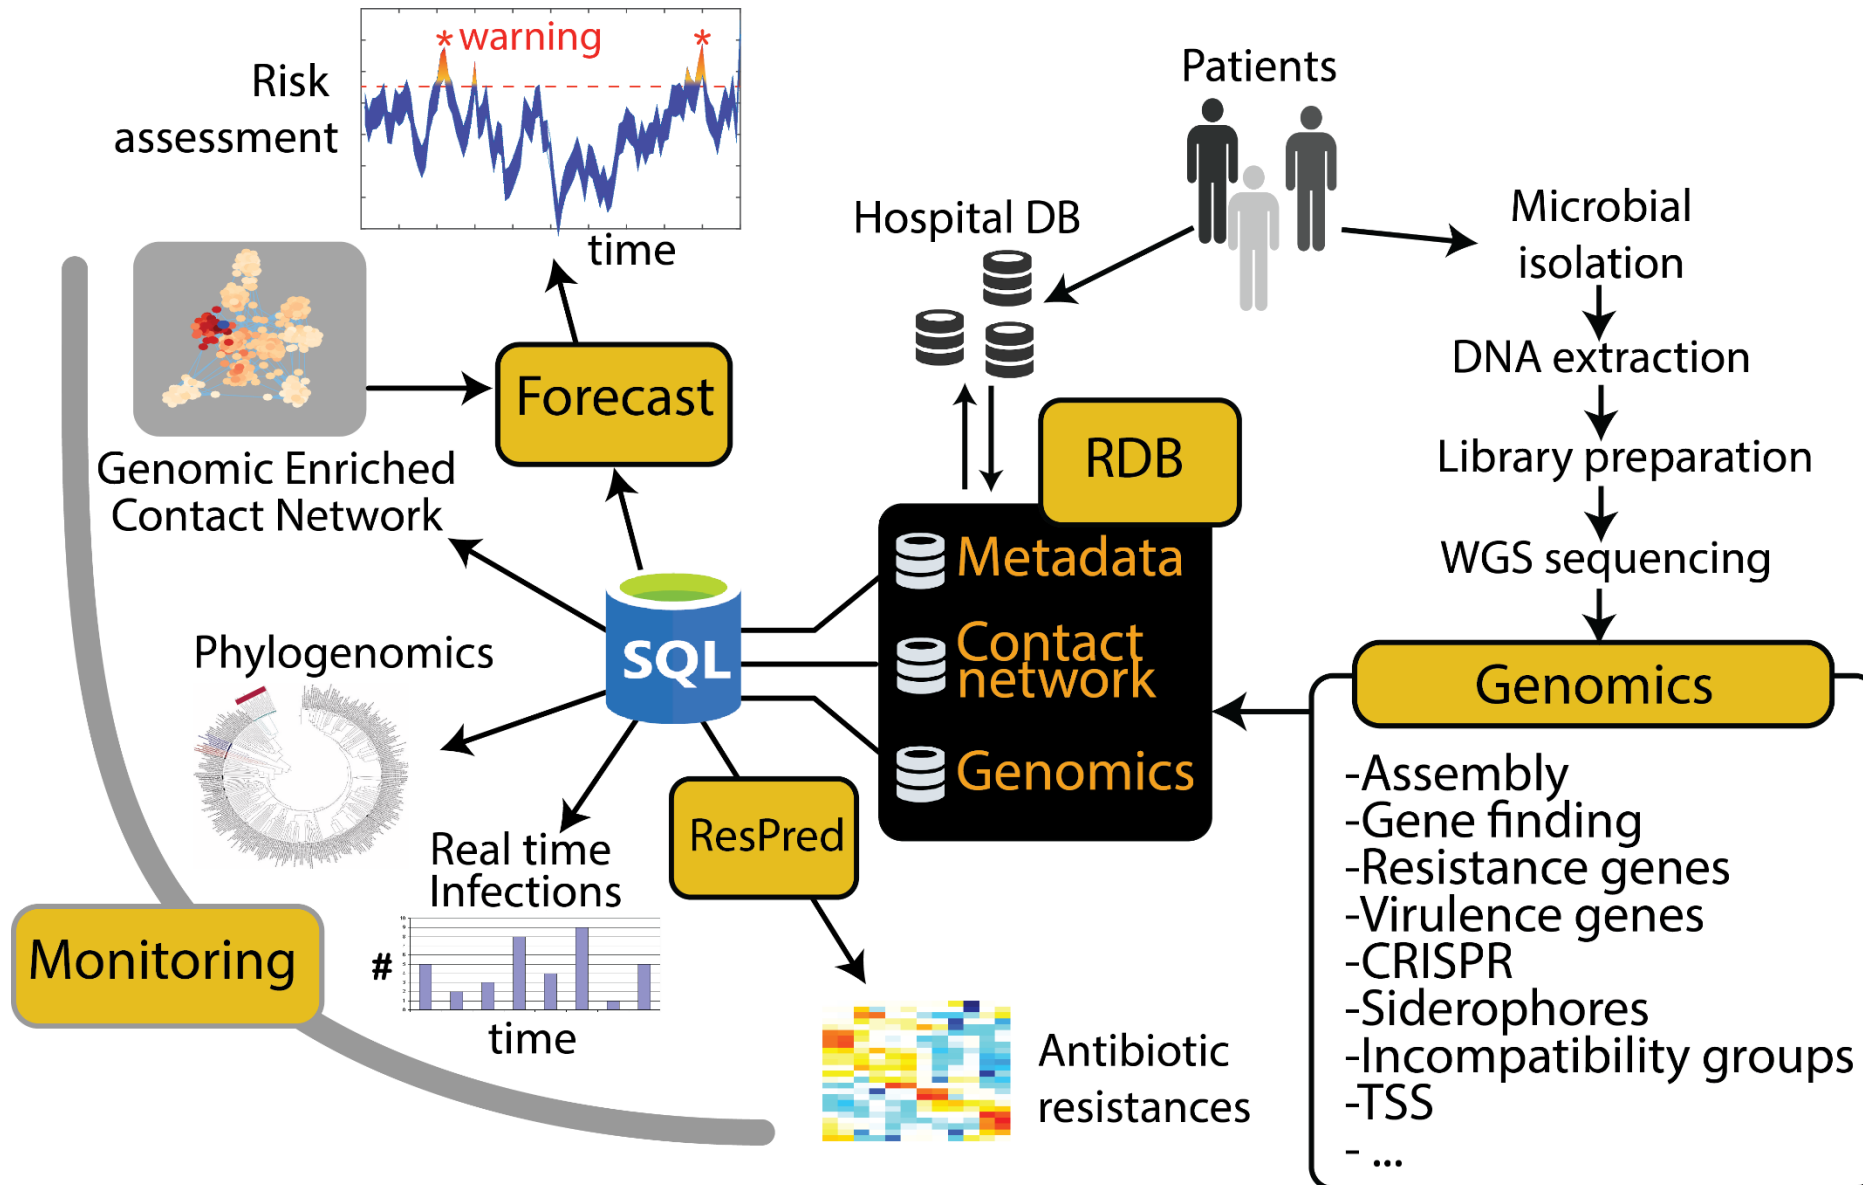 * warning *
Risk
assessment
time
Patients
Hospital DB
Microbial
isolation
DNA extraction
Library preparation
WGS sequencing
Forecast
Genomic Enriched
Contact Network
RDB
Metadata
Contact
network
Genomics
SQL
Phylogenomics
Genomics
-Assembly
-Gene finding
-Resistance genes
-Virulence genes
-CRISPR
-Siderophores
-Incompatibility groups
-TSS
- ...
ResPred
Real time
Infections
#
time
Monitoring
Antibiotic
resistances